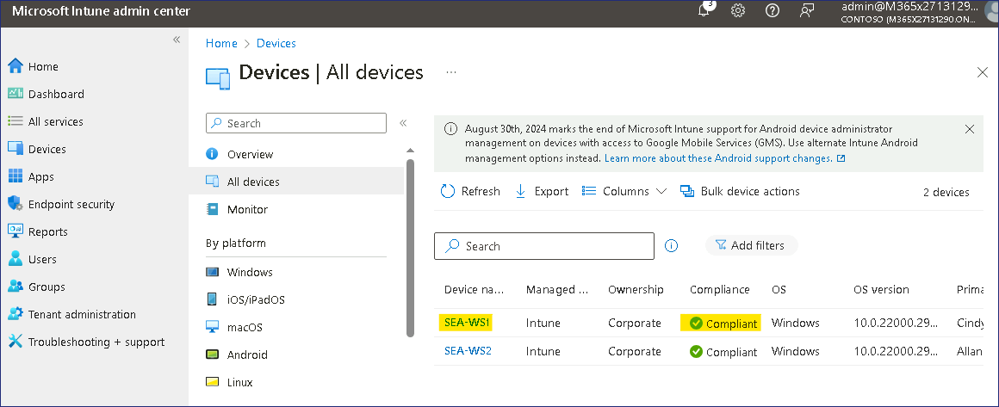 Microsoft Intune admin center
3
admin@M365x2713129...
CONTOSO (M365X27131290.ON...
Home
Dashboard
All services
Devices
Apps
Endpoint security
Reports
Users
Groups
Tenant administration
Troubleshooting + support
Home > Devices
Devices | All devices ...
Search
Overview
All devices
Monitor
By platform
Windows
iOS/iPadOS
macOS
Android
Linux
August 30th, 2024 marks the end of Microsoft Intune support for Android device administrator
management on devices with access to Google Mobile Services (GMS). Use alternate Intune Android
management options instead. Learn more about these Android support changes.
Refresh Export Columns Bulk device actions 2 devices
Search Add filters
Device na... Managed ... Ownership Compliance OS OS version Prima
SEA-WS1 Intune Corporate Compliant Windows 10.0.22000.29... Cindy
SEA-WS2 Intune Corporate Compliant Windows 10.0.22000.29... Allan